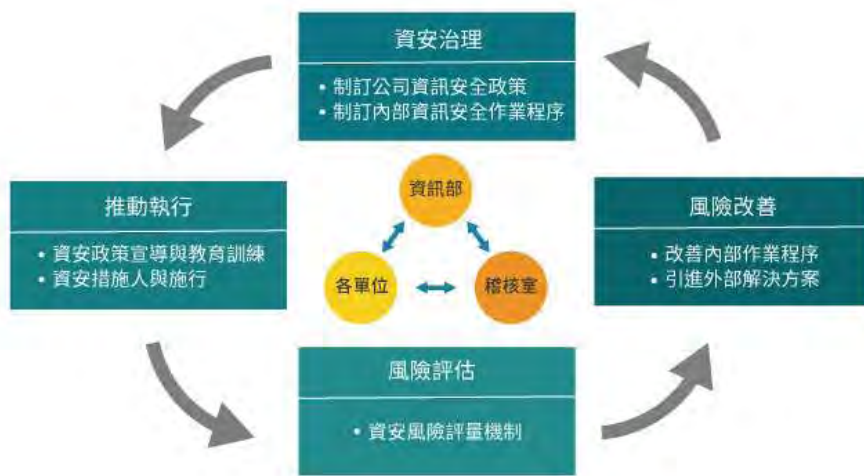 資安治理
• 制訂公司資訊安全政策
• 制訂內部資訊安全作業程序
推動執行
• 資安政策宣導與教育訓練
• 資安措施人與施行
資訊部
各單位
稽核室
風險改善
• 改善內部作業程序
• 引進外部解決方案
風險評估
• 資安風險評量機制